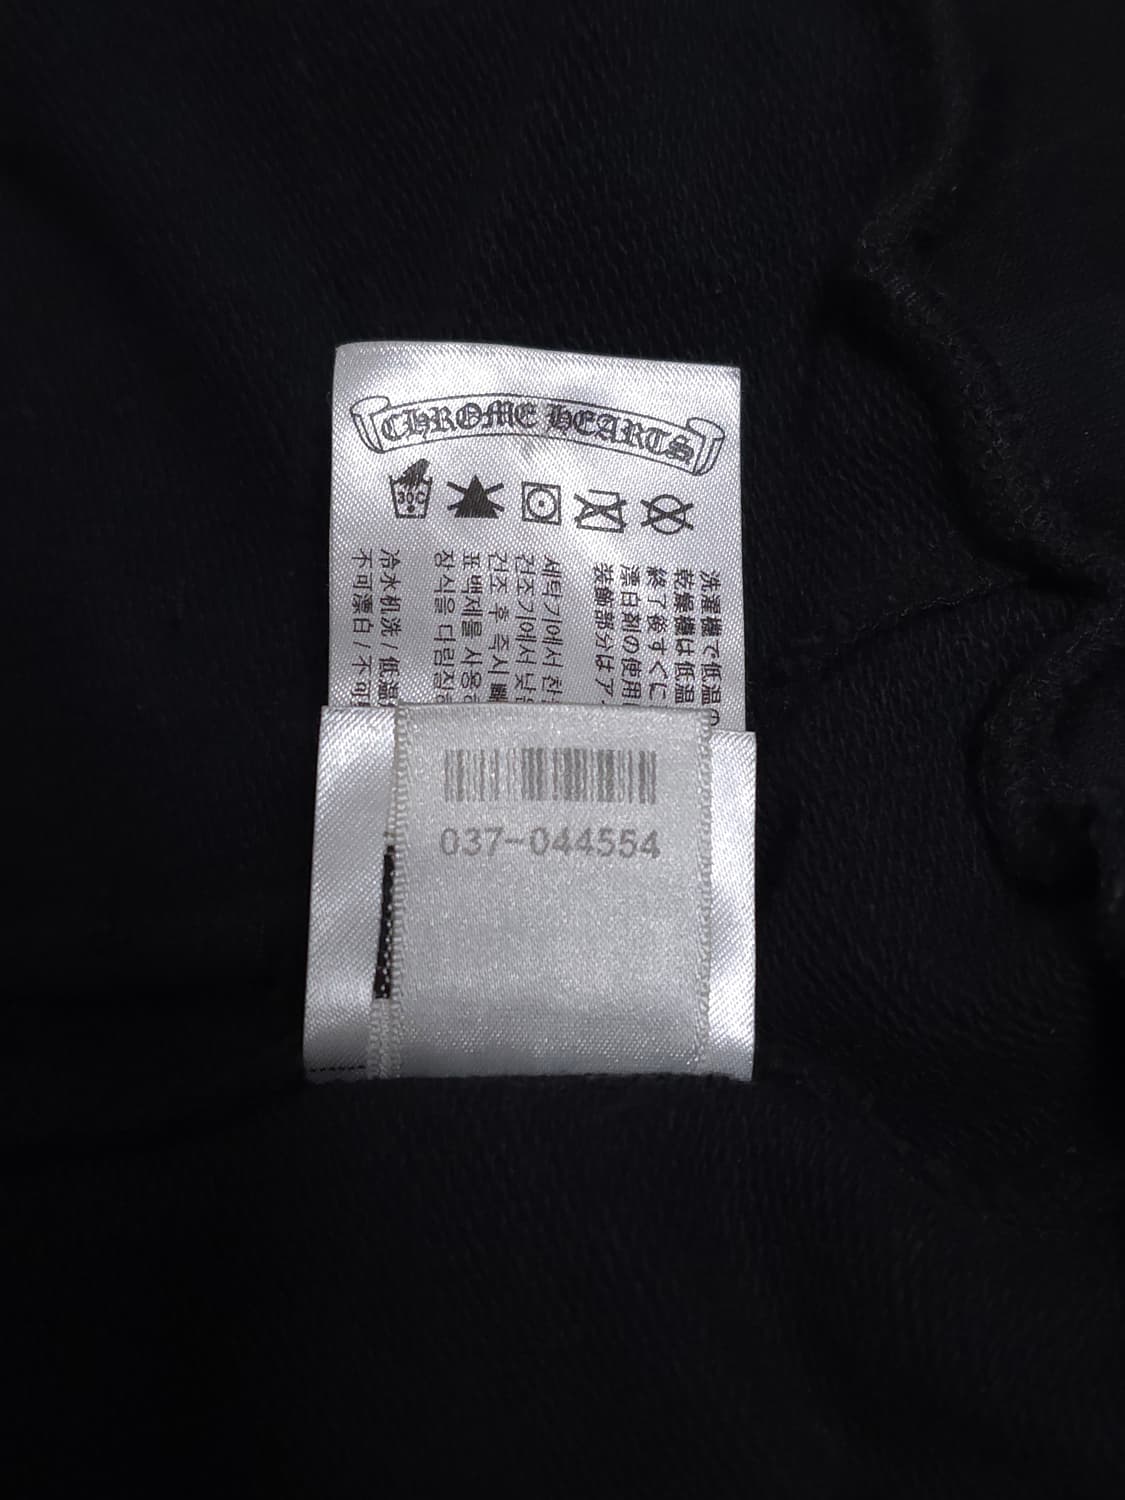 CHROME HEARTS
30C
洗濯機で低温の
乾燥機は低温
終了後すぐに
漂白剤の使用
装飾部分はア
세탁기에서 찬
건조기에서 낮
건조 후 즉시 빼
표백제를 사용
장식을 다림질
冷水机洗 / 低温
不可漂白 / 不可
037-044554